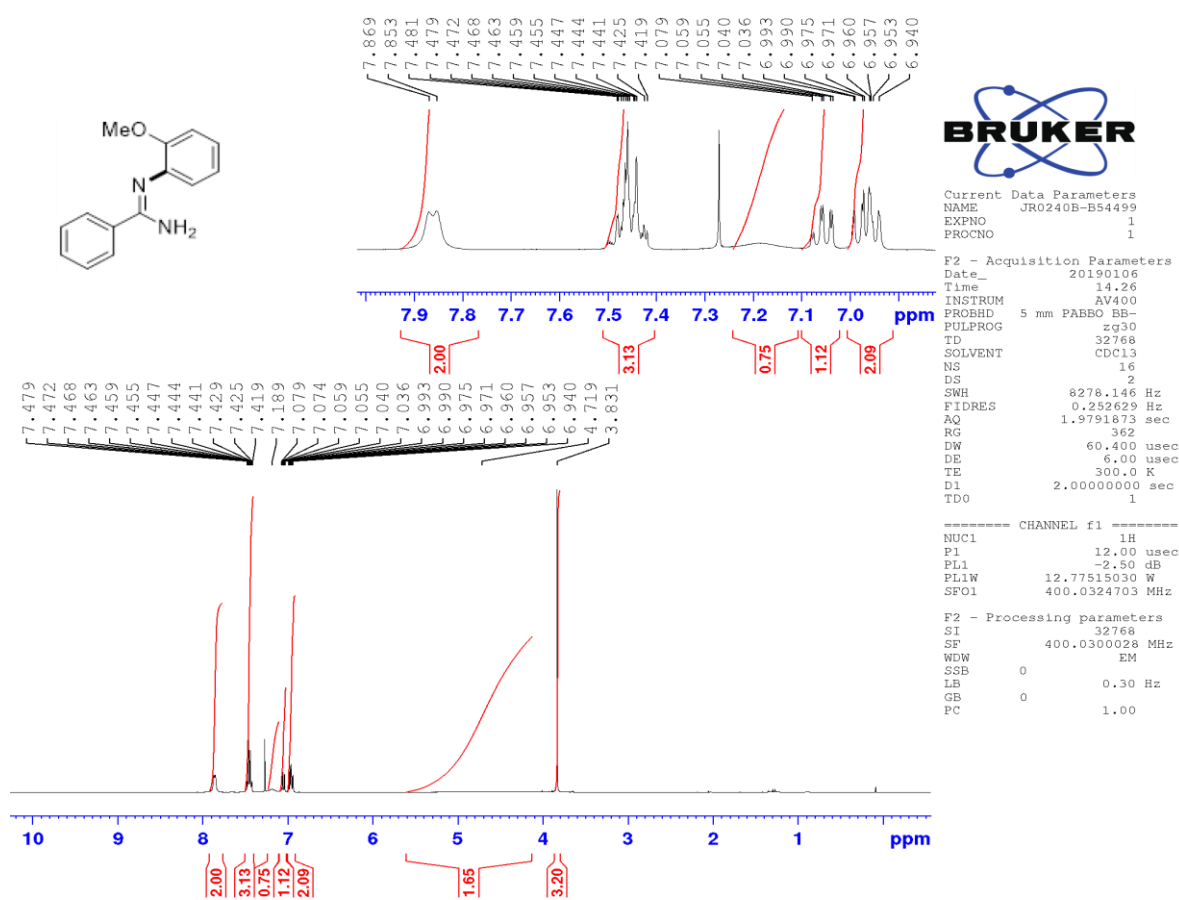 7.869
7.853
7.481
7.479
7.472
7.468
7.463
7.459
7.455
7.447
7.444
7.441
7.425
7.419
7.079
7.059
7.055
7.040
7.036
6.993
6.990
6.975
6.971
6.960
6.957
6.953
6.940
MeO
N
NH2
7.9 7.8 7.7 7.6 7.5 7.4 7.3 7.2 7.1 7.0 ppm
2.00
3.13
0.75
1.12
2.09
7.479
7.472
7.468
7.463
7.459
7.455
7.447
7.444
7.441
7.429
7.425
7.419
7.189
7.079
7.074
7.059
7.055
7.040
7.036
6.993
6.990
6.975
6.971
6.960
6.957
6.953
6.940
4.719
3.831
10 9 8 7 6 5 4 3 2 1 ppm
2.00
3.13
0.75
1.12
2.09
1.65
3.20
BRUKER
Current Data Parameters
NAME JR0240B-B54499
EXPNO 1
PROCNO 1
F2 - Acquisition Parameters
Date_ 20190106
Time 14.26
INSTRUM AV400
PROBHD 5 mm PABBO BB-
PULPROG zg30
TD 32768
SOLVENT CDCl3
NS 16
DS 2
SWH 8278.146 Hz
FIDRES 0.252629 Hz
AQ 1.9791873 sec
RG 362
DW 60.400 usec
DE 6.00 usec
TE 300.0 K
D1 2.00000000 sec
TD0 1
======== CHANNEL f1 ========
NUC1 1H
P1 12.00 usec
PL1 -2.50 dB
PL1W 12.77515030 W
SFO1 400.0324703 MHz
F2 - Processing parameters
SI 32768
SF 400.0300028 MHz
WDW EM
SSB 0
LB 0.30 Hz
GB 0
PC 1.00